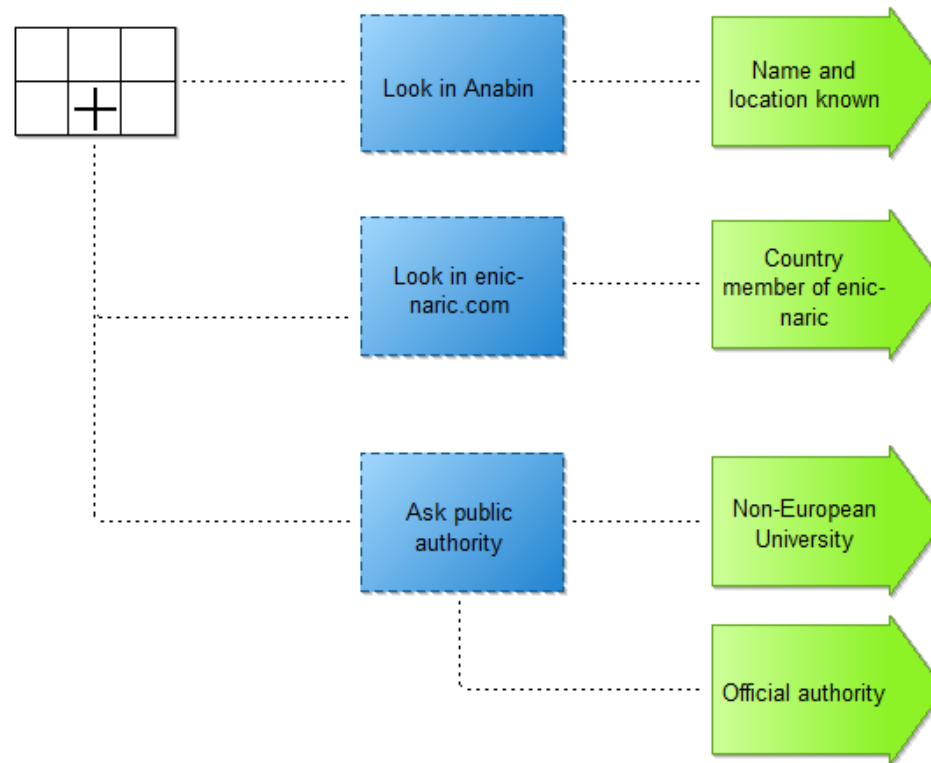 Look in Anabin
Name and
location known
Look in enic-
naric.com
Country
member of enic-
naric
Ask public
authority
Non-European
University
Official authority